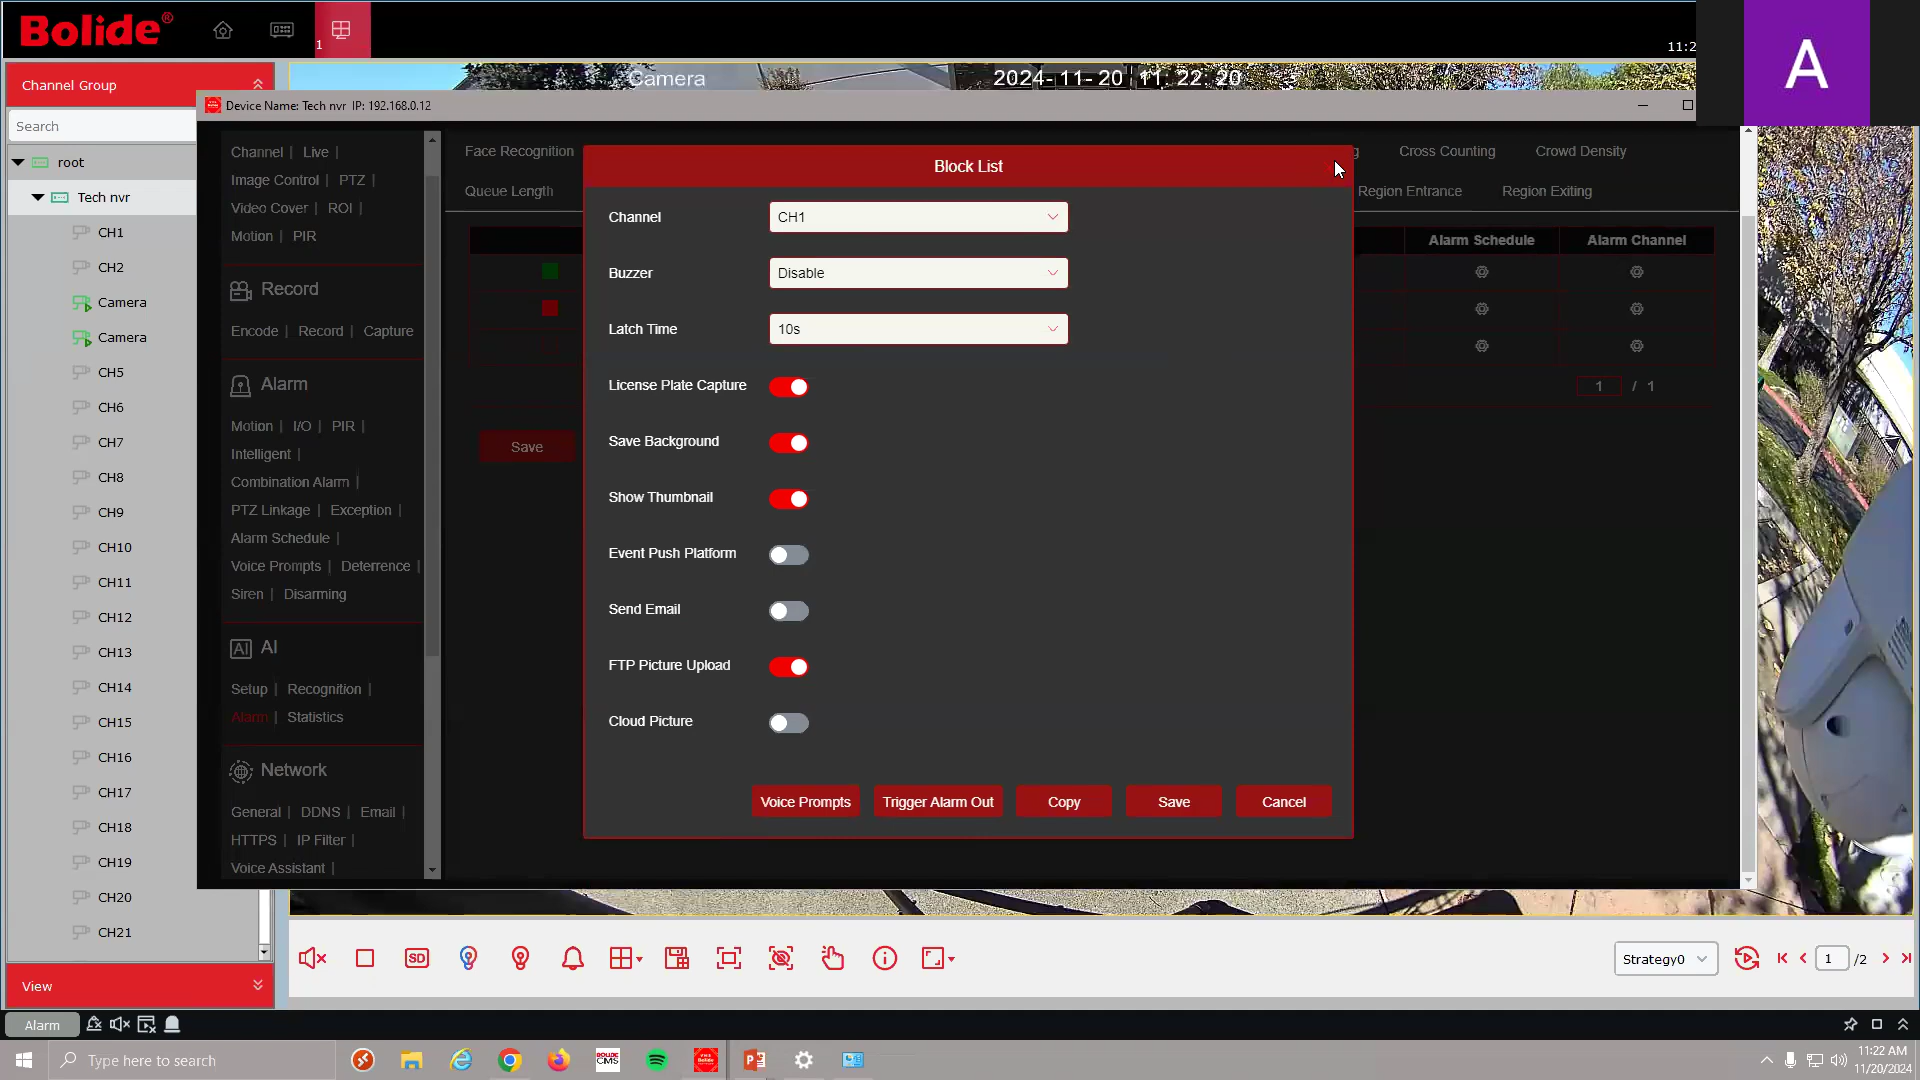 Bolide®
1
11:2
A
Channel Group
Camera
2024-11-20 11:22:20
Device Name: Tech nvr IP: 192.168.0.12
Search
root
Tech nvr
CH1
CH2
Camera
Camera
CH5
CH6
CH7
CH8
CH9
CH10
CH11
CH12
CH13
CH14
CH15
CH16
CH17
CH18
CH19
CH20
CH21
View
Channel | Live |
Image Control | PTZ |
Video Cover | ROI |
Motion | PIR
Record
Encode | Record | Capture
Alarm
Motion | I/O | PIR |
Intelligent |
Combination Alarm |
PTZ Linkage | Exception |
Alarm Schedule |
Voice Prompts | Deterrence |
Siren | Disarming
AI AI
Setup | Recognition |
Alarm | Statistics
Network
General | DDNS | Email |
HTTPS | IP Filter |
Voice Assistant |
Face Recognition
g
Cross Counting
Crowd Density
Queue Length
Region Entrance
Region Exiting
Alarm Schedule
Alarm Channel
1 / 1
Save
Block List
Channel CH1
Buzzer Disable
Latch Time 10s
License Plate Capture
Save Background
Show Thumbnail
Event Push Platform
Send Email
FTP Picture Upload
Cloud Picture
Voice Prompts
Trigger Alarm Out
Copy
Save
Cancel
SD
Strategy0
1 /2
Alarm
Type here to search
11:22 AM
11/20/2024